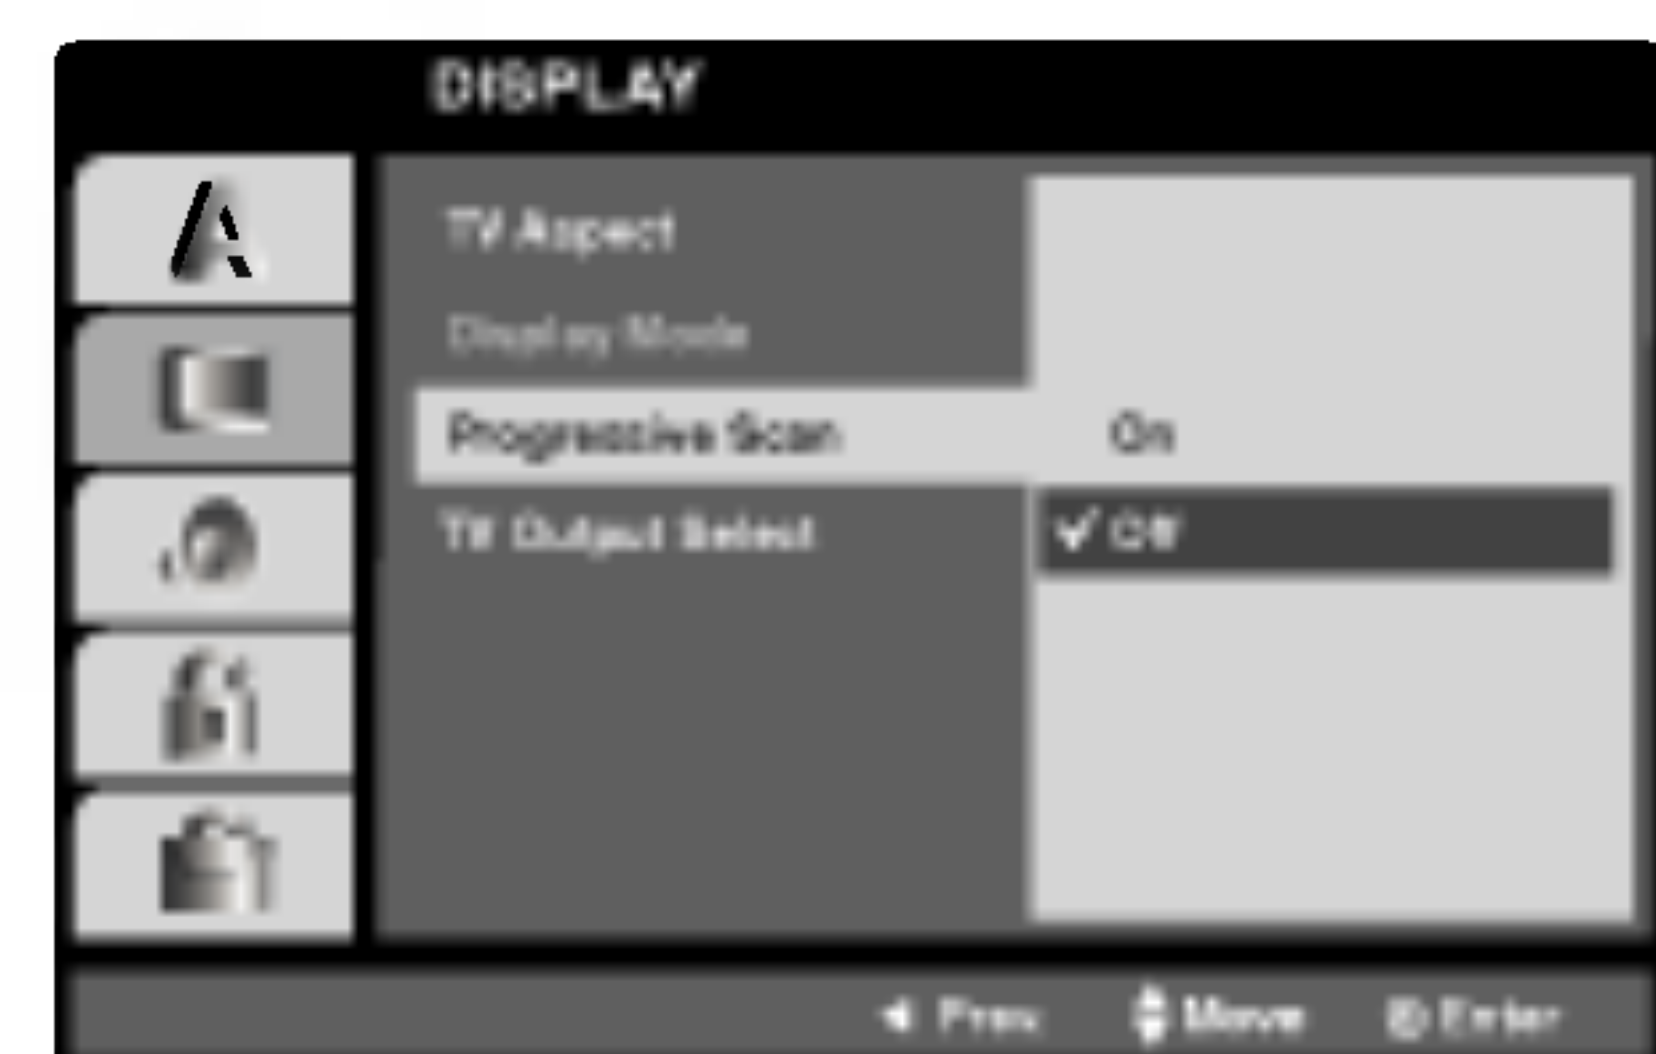 DISPLAY
A
TV Aspect
Display Mode
Progressive Scan On
TV Output Select ✓ Off
Prev. Move Enter